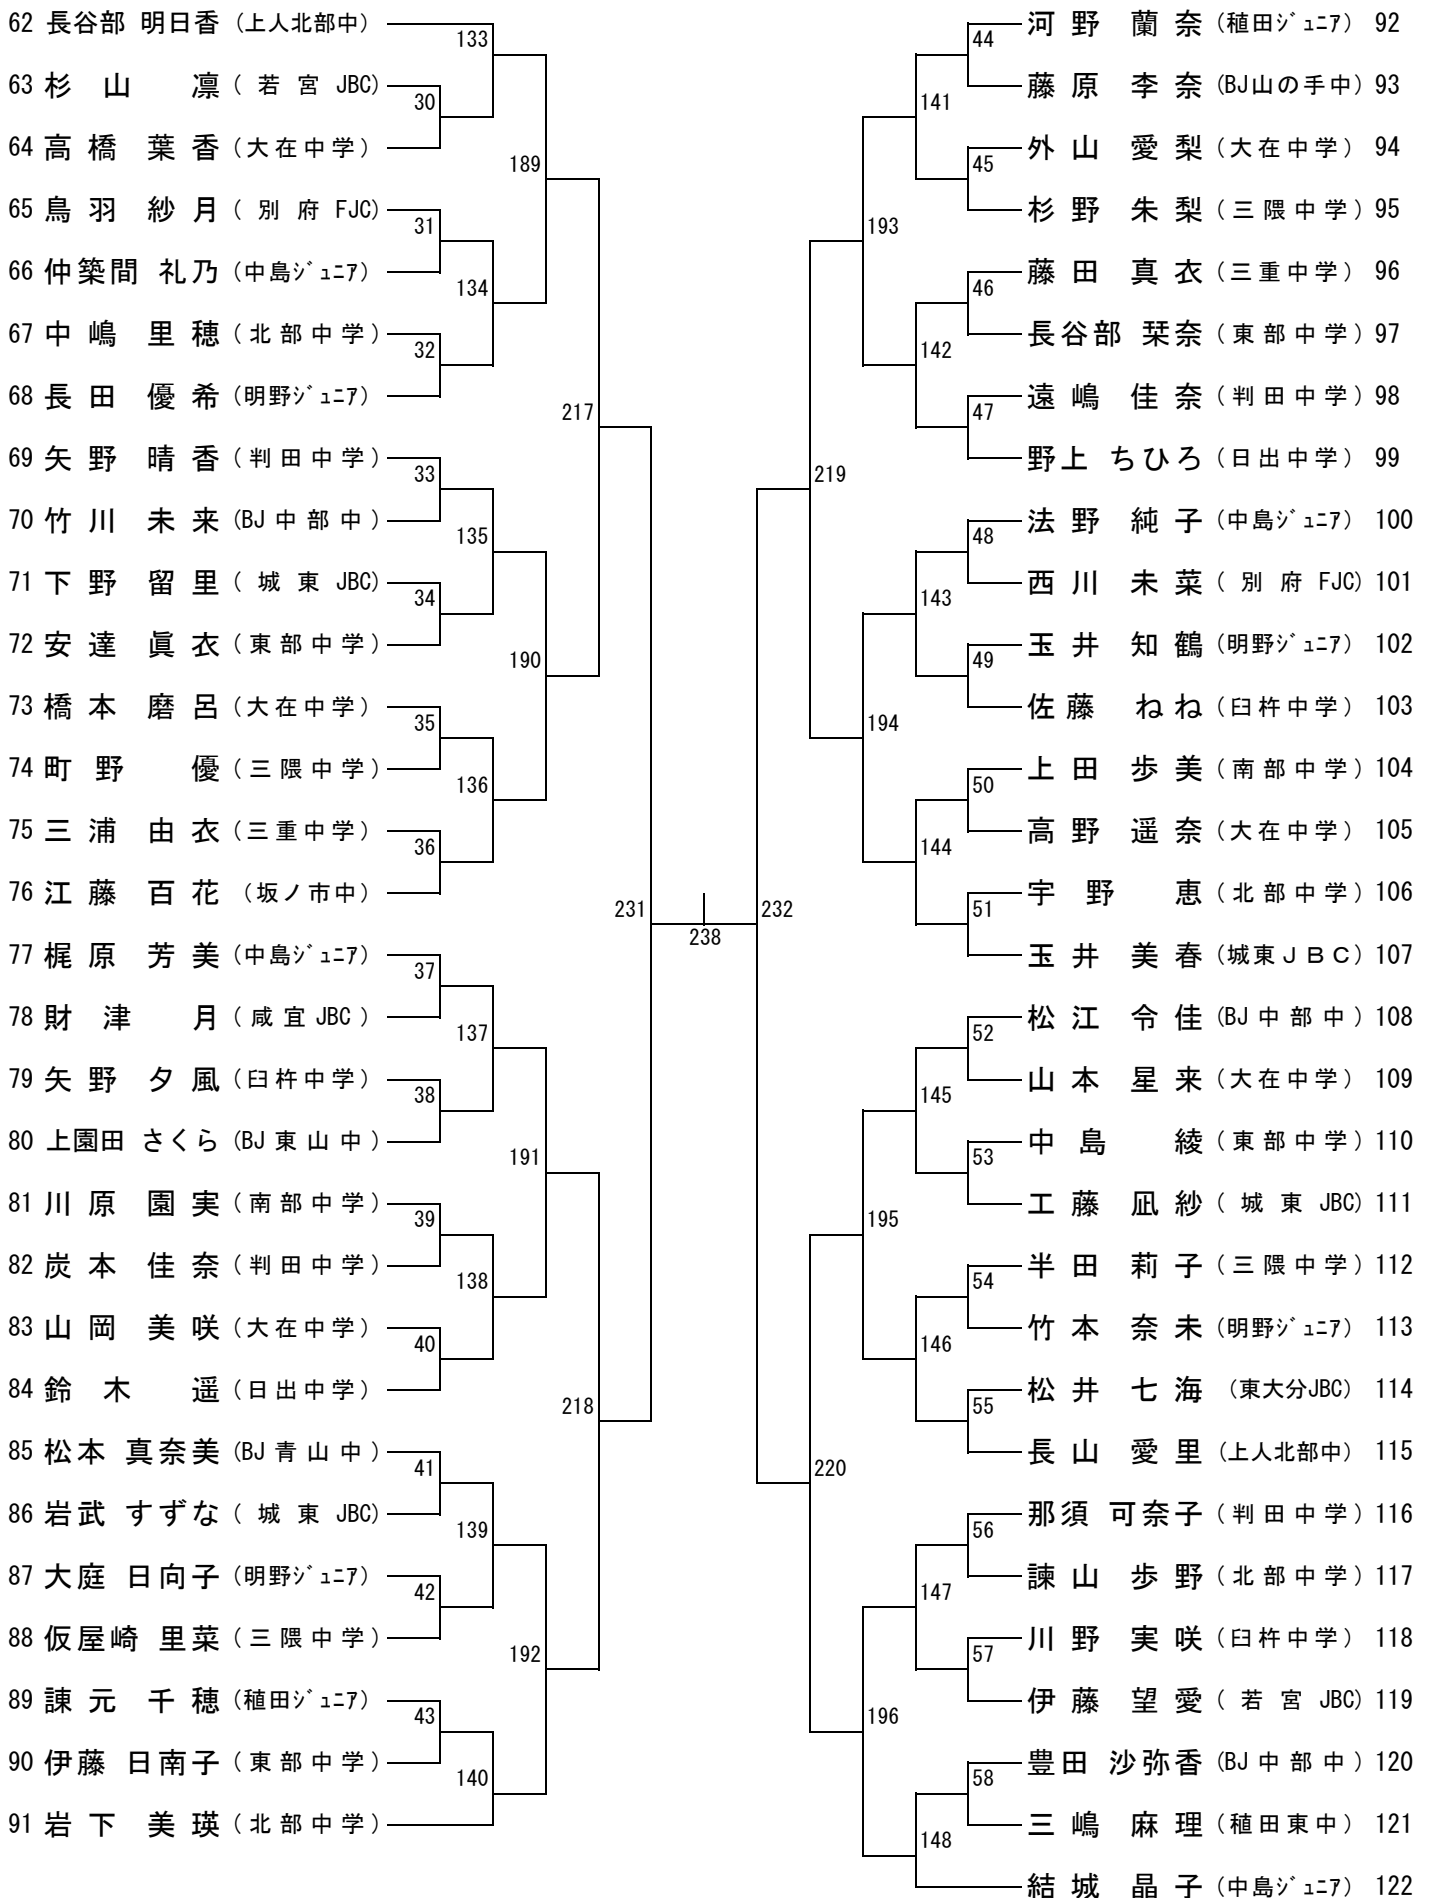 62 長谷部 明日香 (上人北部中)
133
63 杉山 凛 (若宮 JBC)
30
64 高橋 葉香 (大在中学)
189
65 鳥羽 紗月 (別府 FJC)
31
66 仲築間 礼乃 (中島ジュニア)
134
67 中嶋 里穂 (北部中学)
32
68 長田 優希 (明野ジュニア)
217
69 矢野 晴香 (判田中学)
33
70 竹川 未来 (BJ中部中)
135
71 下野 留里 (城東 JBC)
34
72 安達 眞衣 (東部中学)
190
73 橋本 磨呂 (大在中学)
35
74 町野 優 (三隈中学)
136
75 三浦 由衣 (三重中学)
36
76 江藤 百花 (坂ノ市中)
231
77 梶原 芳美 (中島ジュニア)
37
78 財津 月 (咸宜 JBC)
137
79 矢野 夕風 (臼杵中学)
38
80 上園田 さくら (BJ東山中)
191
81 川原 園実 (南部中学)
39
82 炭本 佳奈 (判田中学)
138
83 山岡 美咲 (大在中学)
40
84 鈴木 遥 (日出中学)
218
85 松本 真奈美 (BJ青山中)
41
86 岩武 すずな (城東 JBC)
139
87 大庭 日向子 (明野ジュニア)
42
88 仮屋崎 里菜 (三隈中学)
192
89 諌元 千穂 (稙田ジュニア)
43
90 伊藤 日南子 (東部中学)
140
91 岩下 美瑛 (北部中学)
238
河野 蘭奈 (稙田ジュニア) 92
44
藤原 李奈 (BJ山の手中) 93
141
外山 愛梨 (大在中学) 94
45
杉野 朱梨 (三隈中学) 95
193
藤田 真衣 (三重中学) 96
46
長谷部 栞奈 (東部中学) 97
142
遠嶋 佳奈 (判田中学) 98
47
野上 ちひろ (日出中学) 99
219
法野 純子 (中島ジュニア) 100
48
西川 未菜 (別府 FJC) 101
143
玉井 知鶴 (明野ジュニア) 102
49
佐藤 ねね (臼杵中学) 103
194
上田 歩美 (南部中学) 104
50
高野 遥奈 (大在中学) 105
144
宇野 恵 (北部中学) 106
51
232
玉井 美春 (城東ＪＢＣ) 107
松江 令佳 (BJ中部中) 108
52
山本 星来 (大在中学) 109
145
中島 綾 (東部中学) 110
53
工藤 凪紗 (城東 JBC) 111
195
半田 莉子 (三隈中学) 112
54
竹本 奈未 (明野ジュニア) 113
146
松井 七海 (東大分JBC) 114
55
長山 愛里 (上人北部中) 115
220
那須 可奈子 (判田中学) 116
56
諫山 歩野 (北部中学) 117
147
川野 実咲 (臼杵中学) 118
57
伊藤 望愛 (若宮 JBC) 119
196
豊田 沙弥香 (BJ中部中) 120
58
三嶋 麻理 (稙田東中) 121
148
結城 晶子 (中島ジュニア) 122